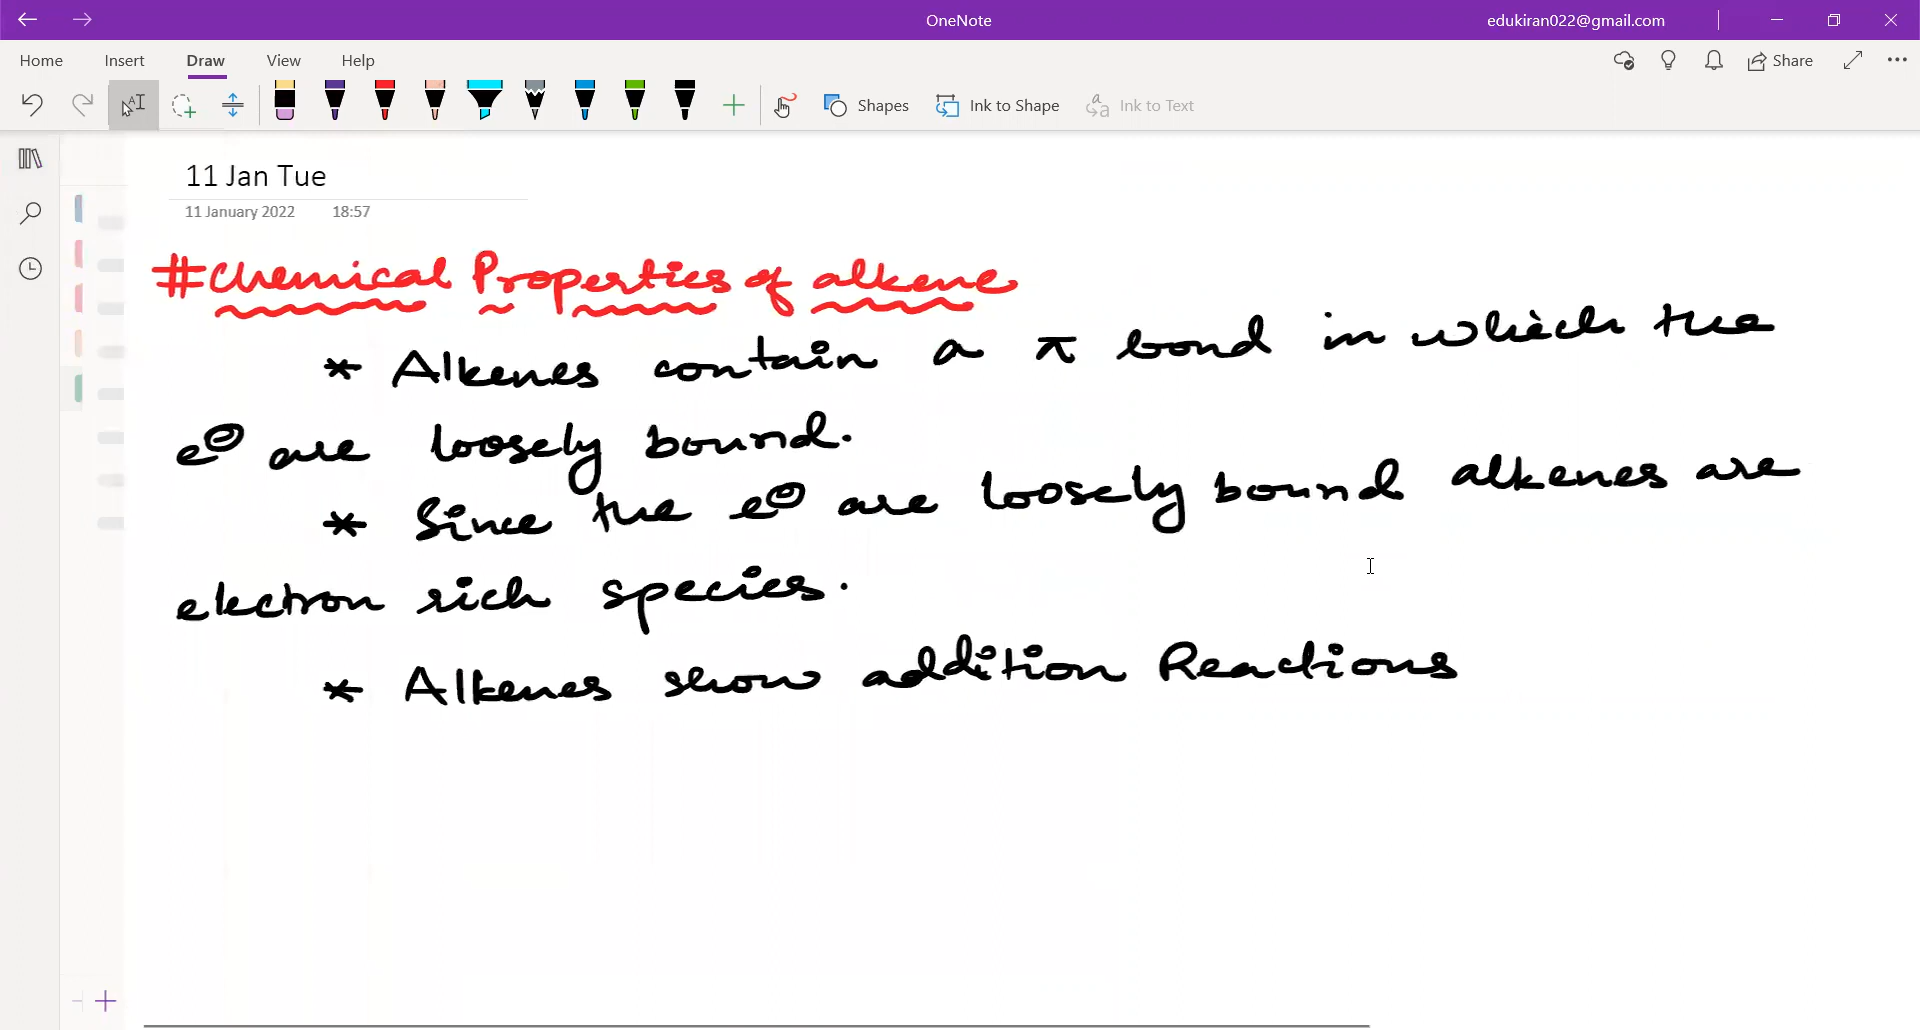 OneNote
edukiran022@gmail.com
Home Insert Draw View Help
Share
Shapes Ink to Shape Ink to Text
11 Jan Tue
11 January 2022 18:57
#Chemical Properties of alkene
* Alkenes contain a π bond in which the
e⊖ are loosely bound.
* Since the e⊖ are loosely bound alkenes are
electron rich species.
* Alkenes show addition Reactions